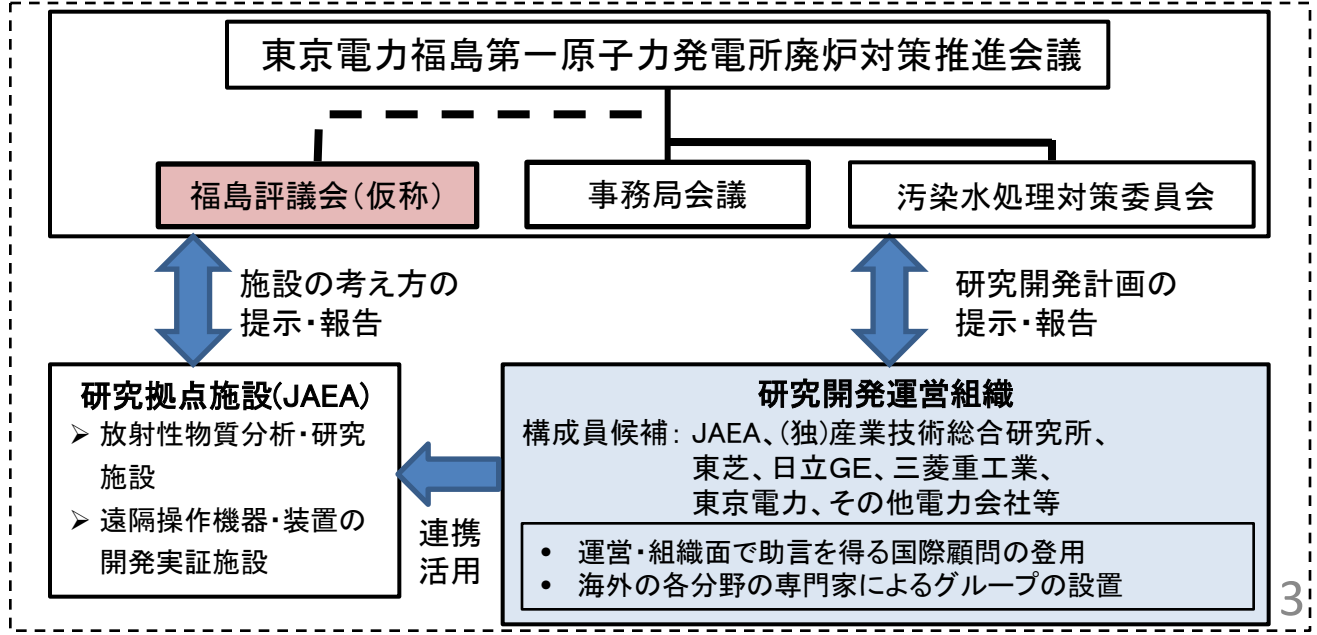 東京電力福島第一原子力発電所廃炉対策推進会議
福島評議会(仮称)
事務局会議
汚染水処理対策委員会
施設の考え方の
提示・報告
研究開発計画の
提示・報告
研究拠点施設(JAEA)
➢ 放射性物質分析・研究
施設
➢ 遠隔操作機器・装置の
開発実証施設
連携
活用
研究開発運営組織
構成員候補: JAEA、(独)産業技術総合研究所、
東芝、日立GE、三菱重工業、
東京電力、その他電力会社等
• 運営・組織面で助言を得る国際顧問の登用
• 海外の各分野の専門家によるグループの設置
3